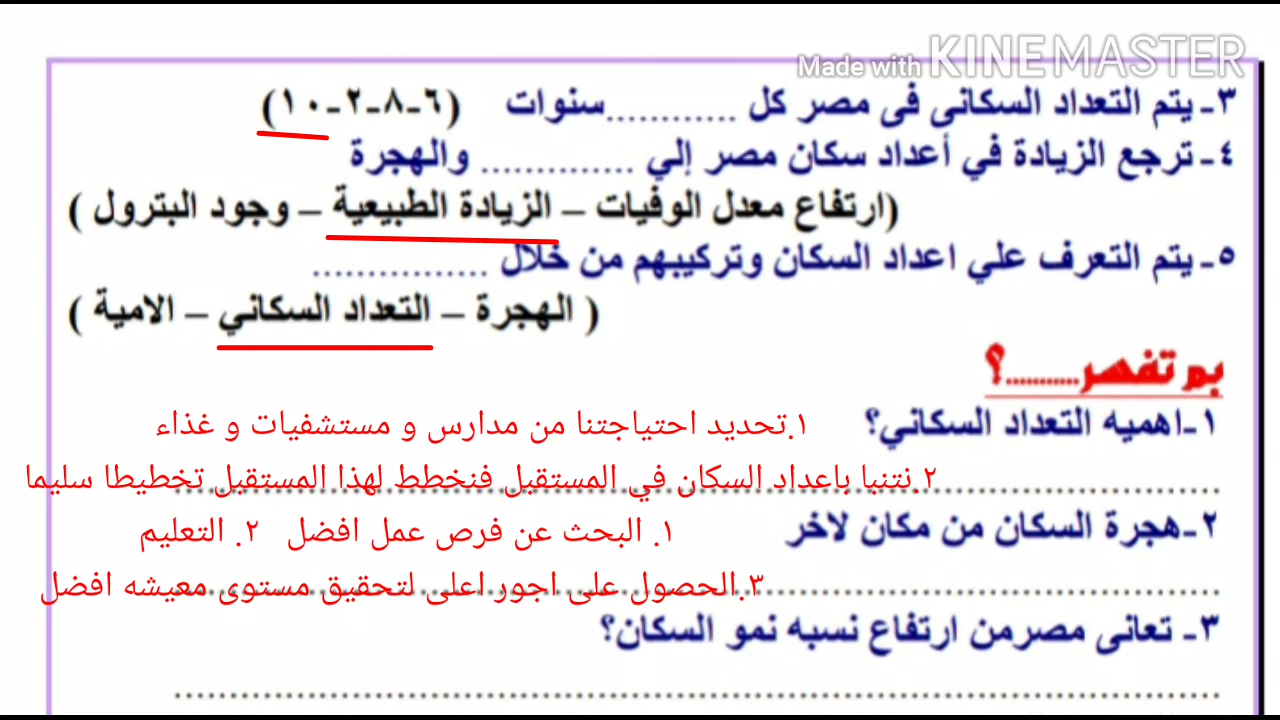 Made with KINEMASTER
٣- يتم التعداد السكانى فى مصر كل ............سنوات (٦-٨-٢-١٠)
٤- ترجع الزيادة في أعداد سكان مصر إلي ............. والهجرة
(ارتفاع معدل الوفيات – الزيادة الطبيعية – وجود البترول )
٥- يتم التعرف علي اعداد السكان وتركيبهم من خلال ................
( الهجرة – التعداد السكاني – الامية )
بم تفسر...........؟
١-اهميه التعداد السكاني؟ ١.تحديد احتياجتنا من مدارس و مستشفيات و غذاء
٢.نتنبا باعداد السكان في المستقبل فنخطط لهذا المستقبل تخطيطا سليما
٢-هجرة السكان من مكان لاخر ١. البحث عن فرص عمل افضل ٢. التعليم
٣.الحصول على اجور اعلى لتحقيق مستوى معيشه افضل
٣- تعانى مصرمن ارتفاع نسبه نمو السكان؟